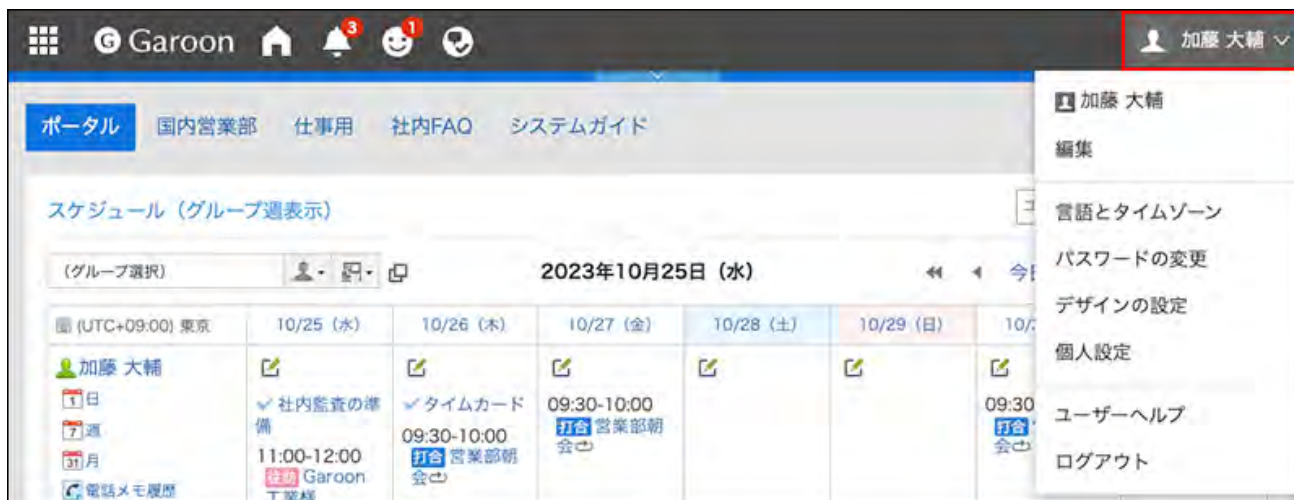 Garoon 3 1 加藤 大輔
加藤 大輔
編集
言語とタイムゾーン
パスワードの変更
デザインの設定
個人設定
ユーザーヘルプ
ログアウト
ポータル 国内営業部 仕事用 社内FAQ システムガイド
スケジュール（グループ週表示）
(グループ選択) 2023年10月25日（水） 今
(UTC+09:00) 東京 10/25（水） 10/26（木） 10/27（金） 10/28（土） 10/29（日） 10/
加藤 大輔
日
週
月
電話メモ履歴
社内監査の準
備
11:00-12:00
往訪 Garoon
工業様
タイムカード
09:30-10:00
打合 営業部朝
会
09:30-10:00
打合 営業部朝
会
09:30
打合
会